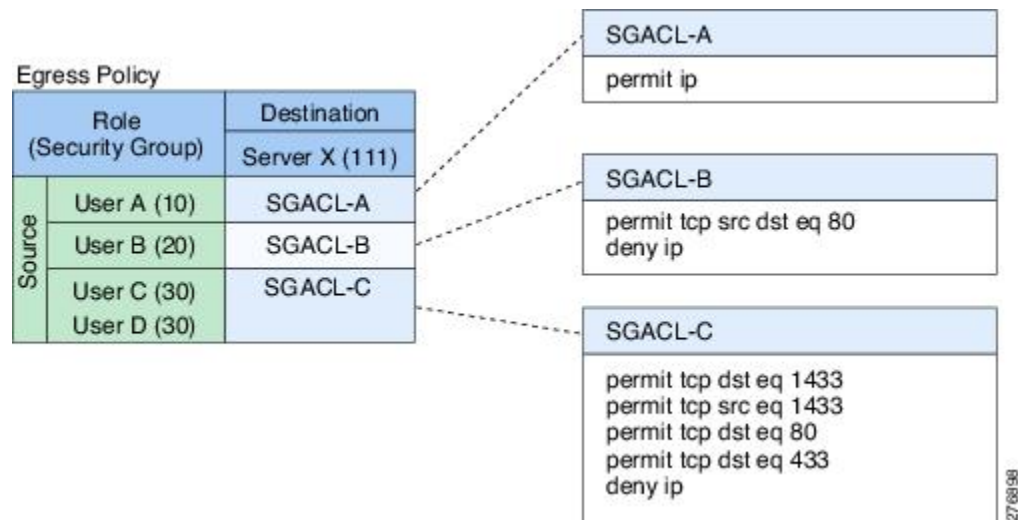 Egress Policy
Role
(Security Group)
Destination
Server X (111)
Source
User A (10)
SGACL-A
User B (20)
SGACL-B
User C (30)
User D (30)
SGACL-C
SGACL-A
permit ip
SGACL-B
permit tcp src dst eq 80
deny ip
SGACL-C
permit tcp dst eq 1433
permit tcp src eq 1433
permit tcp dst eq 80
permit tcp dst eq 433
deny ip
276898